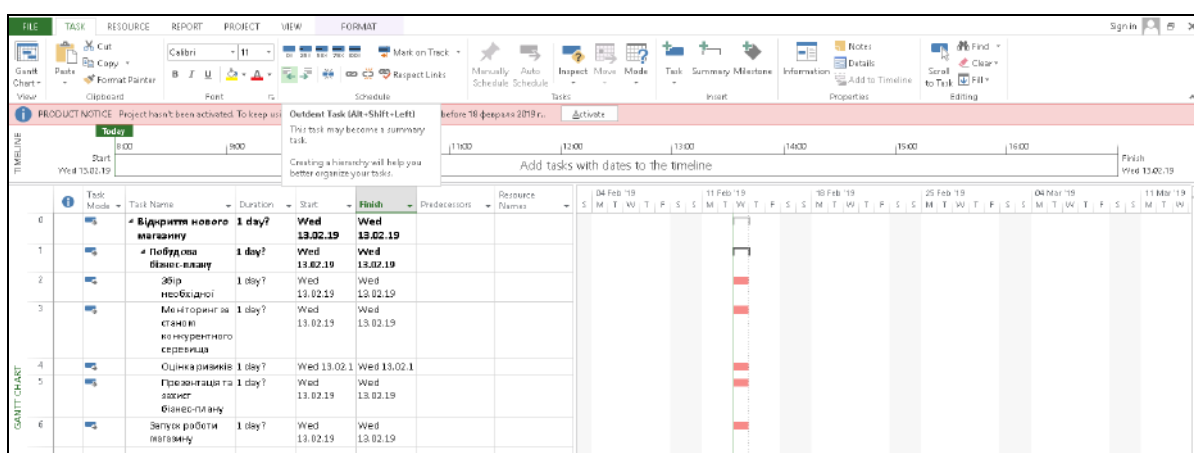 FILE TASK RESOURCE REPORT PROJECT VIEW FORMAT Sign in
Gantt Chart
View
Paste
Cut
Copy
Format Painter
Clipboard
Calibri 11
B I U A
Font
Mark on Track
Respect Links
Schedule
Manually Schedule
Auto Schedule
Inspect Move Mode
Tasks
Task Summary Milestone
Insert
Information
Notes
Details
Add to Timeline
Properties
Scroll to Task
Find
Clear
Fill
Editing
PRODUCT NOTICE Project hasn't been activated. To keep usi
before 18 февраля 2019 г..
Activate
Outdent Task (Alt+Shift+Left)
This task may become a summary
task.
Creating a hierarchy will help you
better organize your tasks.
TIMELINE
Today
8:00 9:00 11:00 12:00 13:00 14:00 15:00 16:00
Start
Wed 13.02.19
Add tasks with dates to the timeline
Finish
Wed 13.02.19
Task Mode Task Name Duration Start Finish Predecessors Resource Names
04 Feb '19 11 Feb '19 18 Feb '19 25 Feb '19 04 Mar '19 11 Mar '19
S M T W T F S S M T W T F S S M T W T F S S M T W T F S S M T W T F S S M T W
0 Відкриття нового магазину 1 day? Wed 13.02.19 Wed 13.02.19
1 Побудова бізнес-плану 1 day? Wed 13.02.19 Wed 13.02.19
2 Збір необхідної 1 day? Wed 13.02.19 Wed 13.02.19
3 Моніторинг за станом конкурентного 1 day? Wed 13.02.19 Wed 13.02.19
4 Оцінка ризиків 1 day? Wed 13.02.1 Wed 13.02.1
5 Презентація та захист бізнес-плану 1 day? Wed 13.02.19 Wed 13.02.19
6 Запуск роботи магазину 1 day? Wed 13.02.19 Wed 13.02.19
GANTT CHART